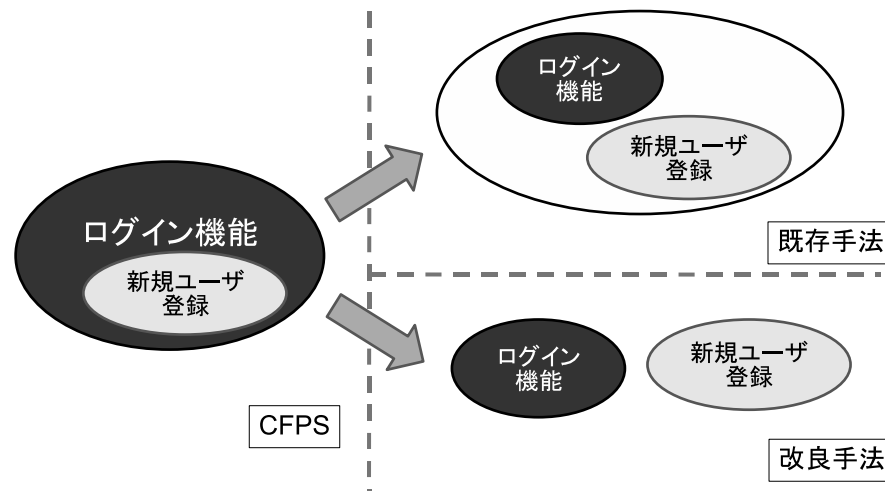 ログイン機能
新規ユーザ
登録
CFPS
ログイン
機能
新規ユーザ
登録
既存手法
ログイン
機能
新規ユーザ
登録
改良手法